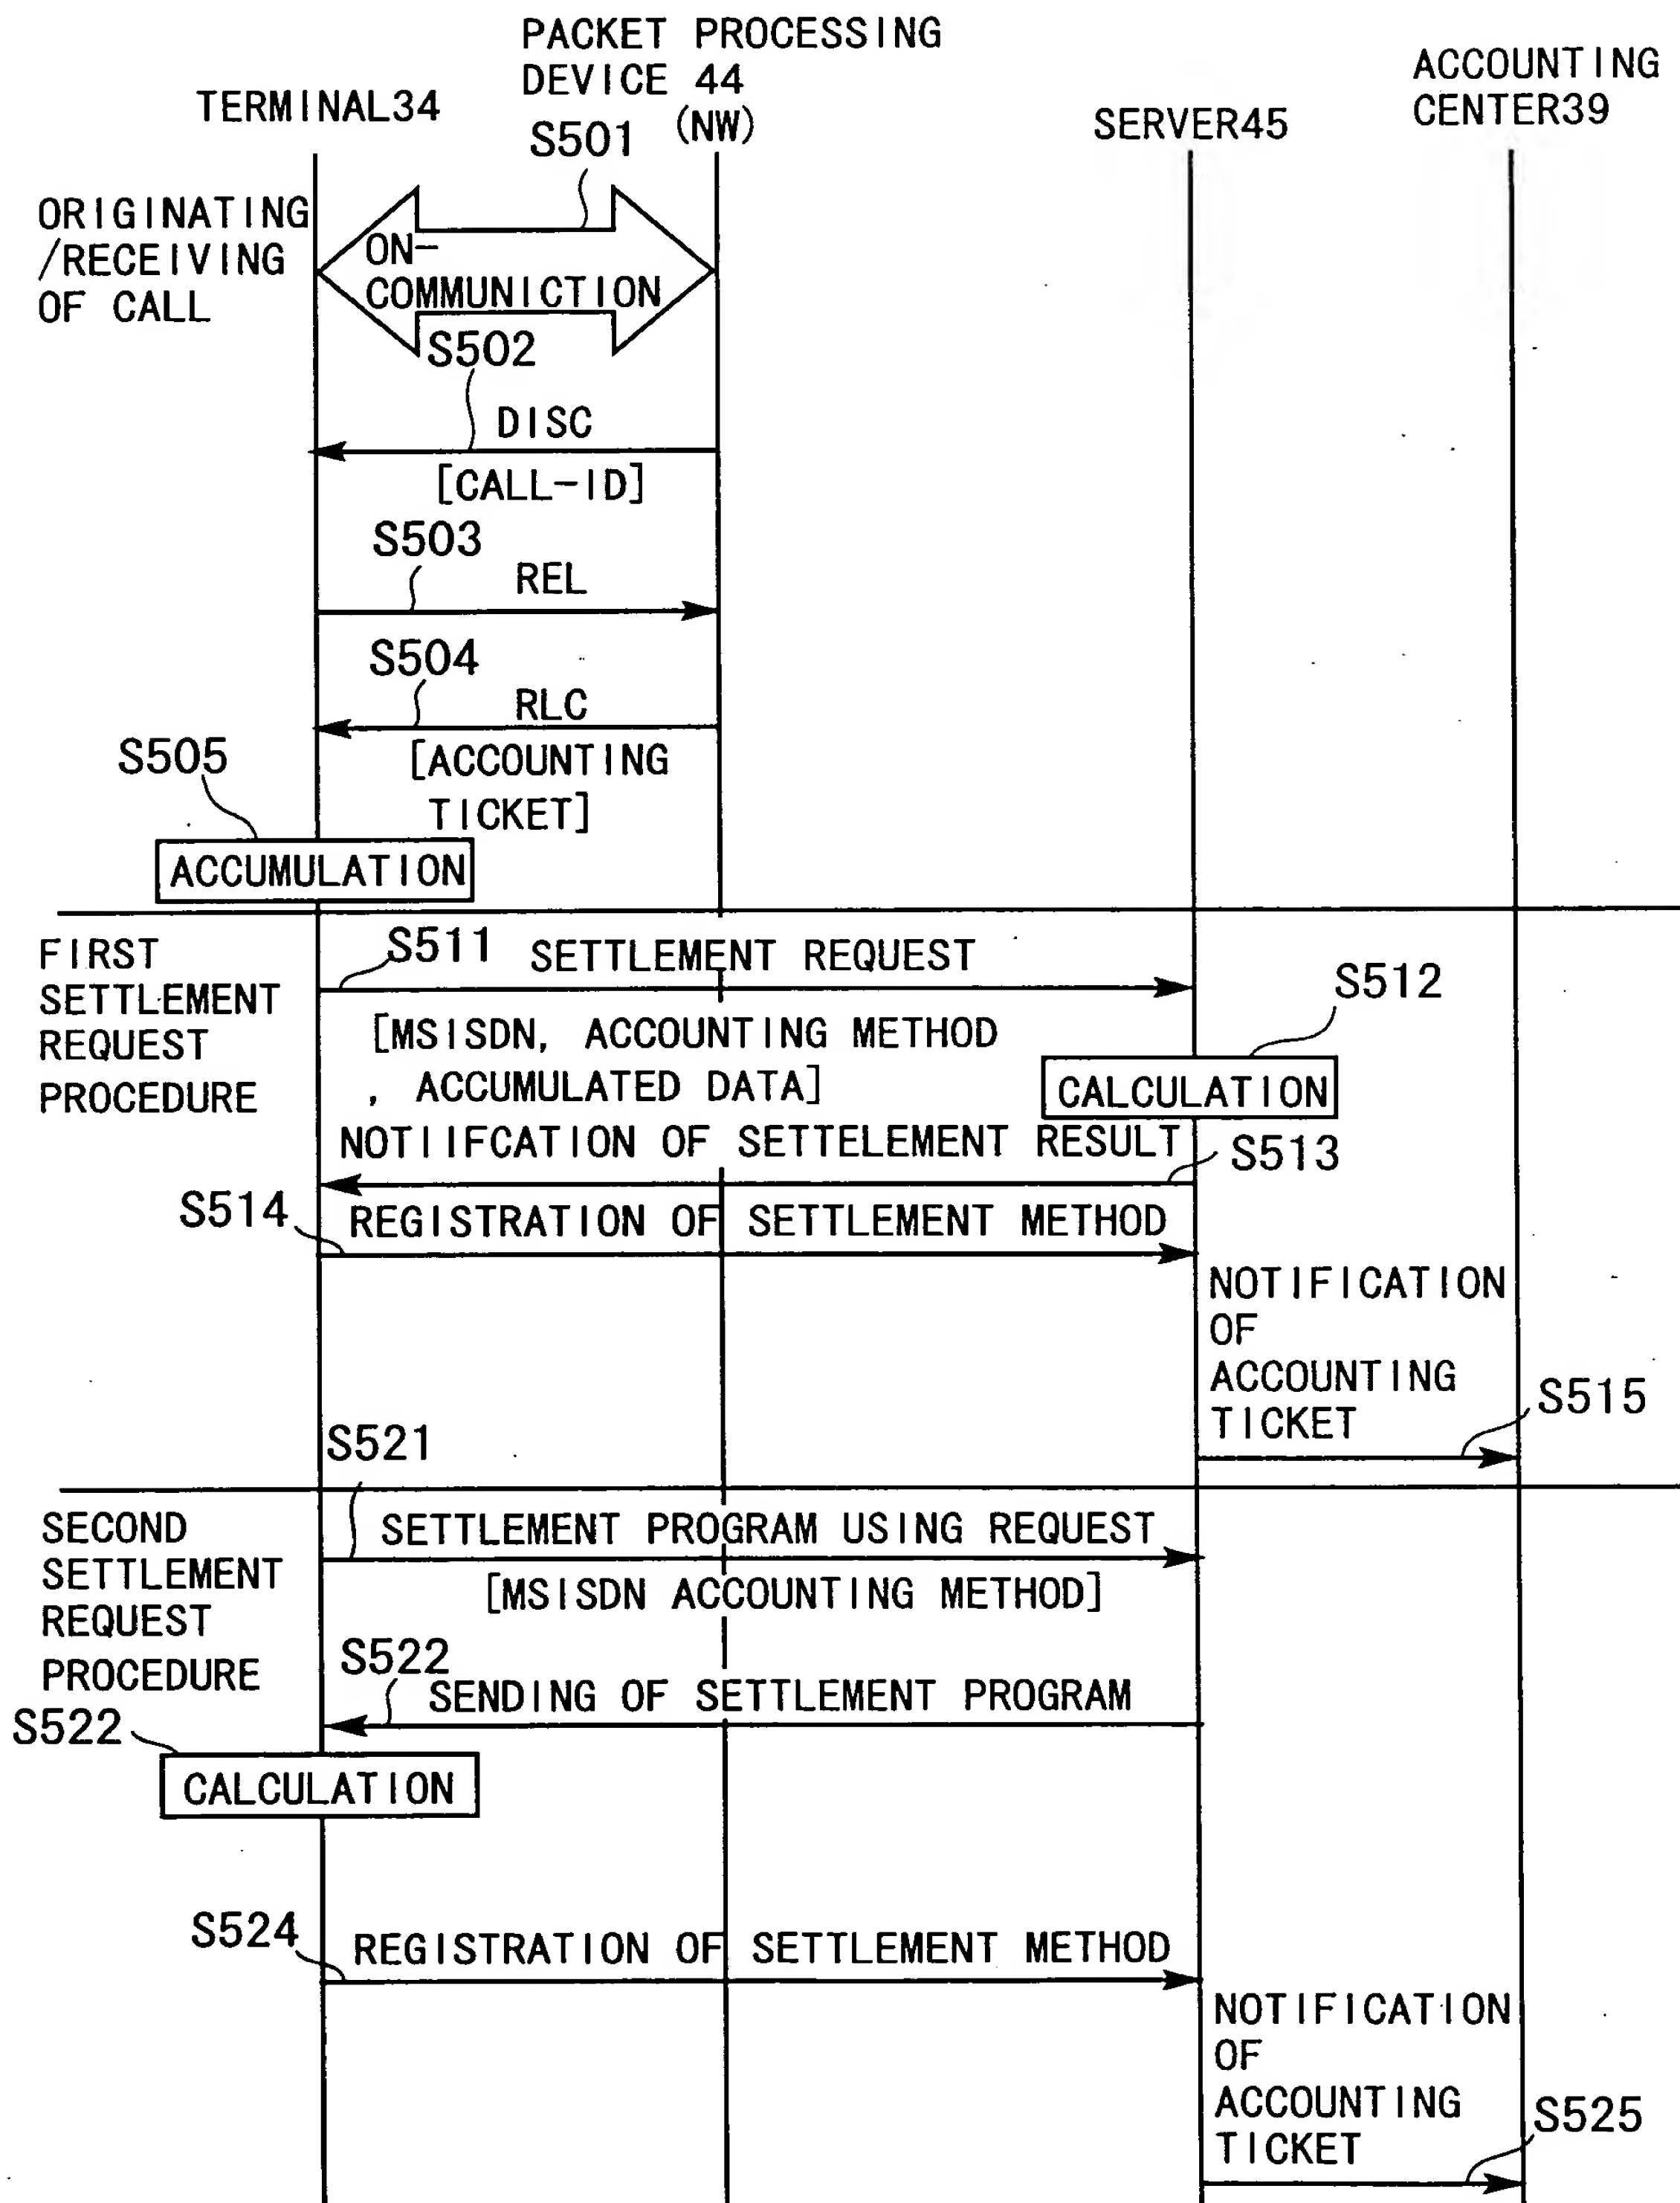 PACKET PROCESSING
DEVICE 44
(NW)
TERMINAL34
SERVER45
ACCOUNTING
CENTER39
S501
ORIGINATING
/RECEIVING
OF CALL
ON-
COMMUNICTION
S502
DISC
[CALL-ID]
S503
REL
S504
RLC
[ACCOUNTING
TICKET]
S505
ACCUMULATION
FIRST
SETTLEMENT
REQUEST
PROCEDURE
S511
SETTLEMENT REQUEST
[MSISDN, ACCOUNTING METHOD
, ACCUMULATED DATA]
S512
CALCULATION
NOTIIFCATION OF SETTELEMENT RESULT
S513
S514
REGISTRATION OF SETTLEMENT METHOD
NOTIFICATION
OF
ACCOUNTING
TICKET
S515
S521
SECOND
SETTLEMENT
REQUEST
PROCEDURE
SETTLEMENT PROGRAM USING REQUEST
[MSISDN ACCOUNTING METHOD]
S522
SENDING OF SETTLEMENT PROGRAM
S522
CALCULATION
S524
REGISTRATION OF SETTLEMENT METHOD
NOTIFICATION
OF
ACCOUNTING
TICKET
S525